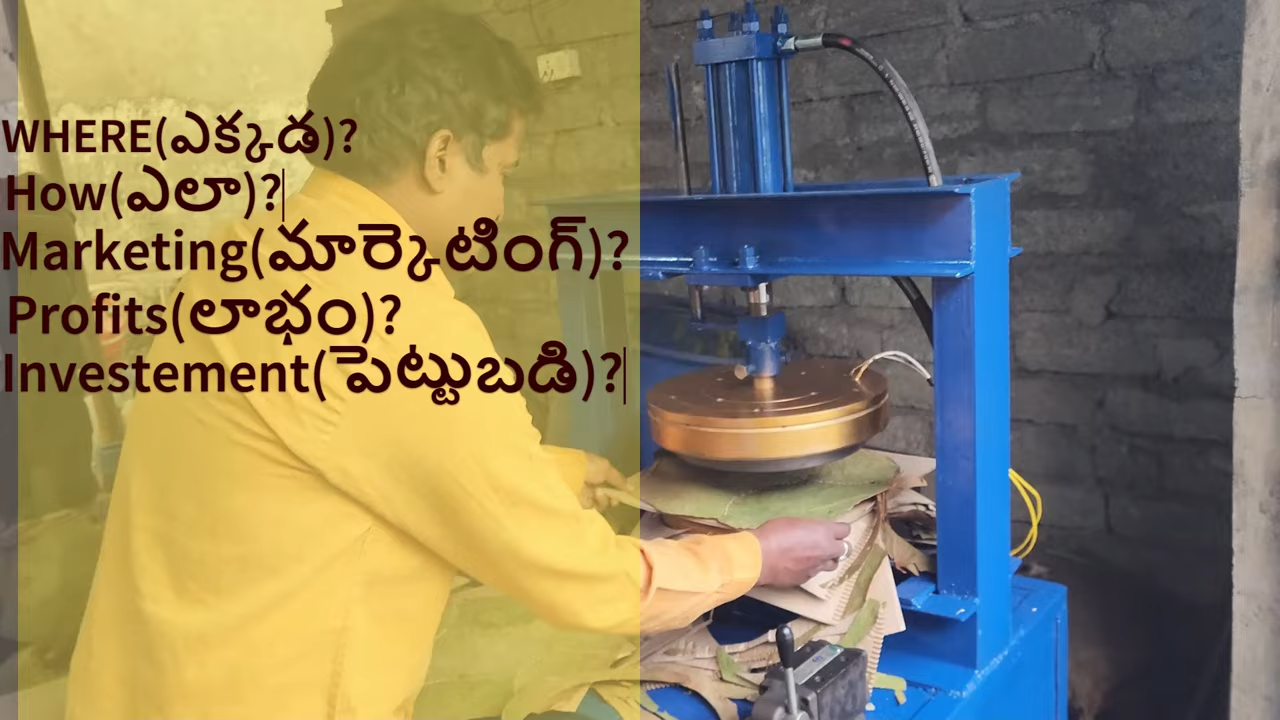 WHERE(ఎక్కడ)?
How(ఎలా)?
Marketing(మార్కెటింగ్)?
Profits(లాభం)?
Investement( పెట్టుబడి)?